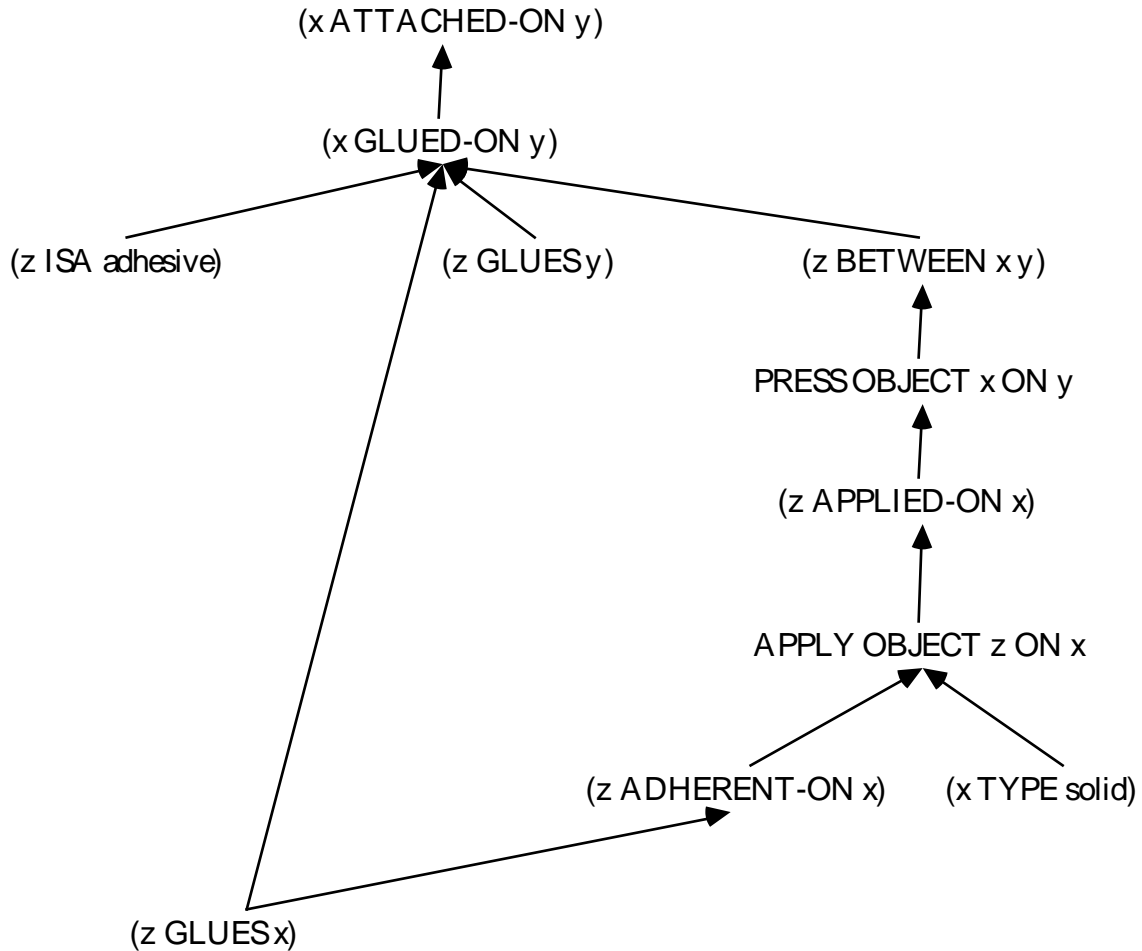 (x ATTACHED-ON y)
(x GLUED-ON y)
(z ISA adhesive)
(z GLUES y)
(z BETWEEN x y)
PRESS OBJECT x ON y
(z APPLIED-ON x)
APPLY OBJECT z ON x
(z ADHERENT-ON x)
(x TYPE solid)
(z GLUES x)